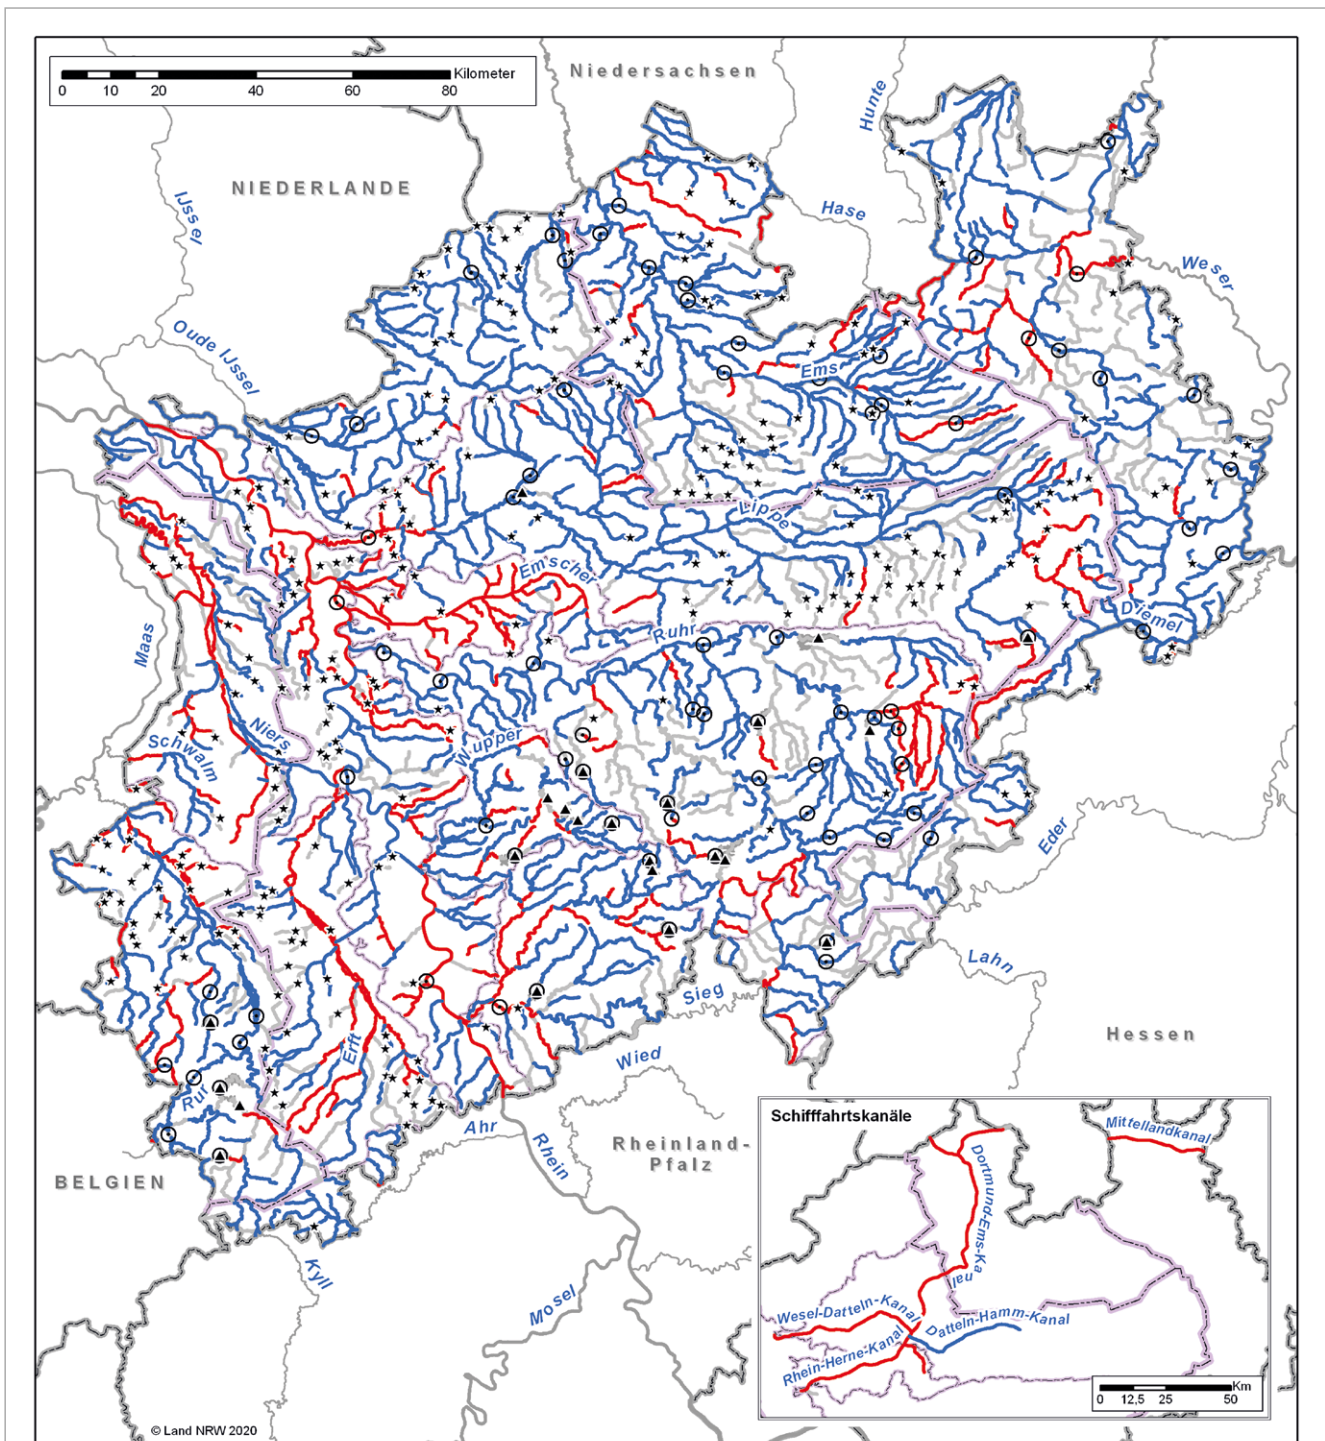 Kilometer
0 10 20 40 60 80
Niedersachsen
Hunte
NIEDERLANDE
IJssel
Hase
Weser
Oude IJssel
Ems
Lippe
Emscher
Maas
Ruhr
Diemel
Niers
Wupper
Schwalm
Eder
Lahn
Sieg
Hessen
Erft
Wied
Rur
Ahr
Rhein
Rheinland-
Pfalz
BELGIEN
Kyll
Mosel
Schifffahrtskanäle
Mittellandkanal
Dortmund-Ems-Kanal
Wesel-Datteln-Kanal
Datteln-Hamm-Kanal
Rhein-Herne-Kanal
Km
0 12,5 25 50
© Land NRW 2020